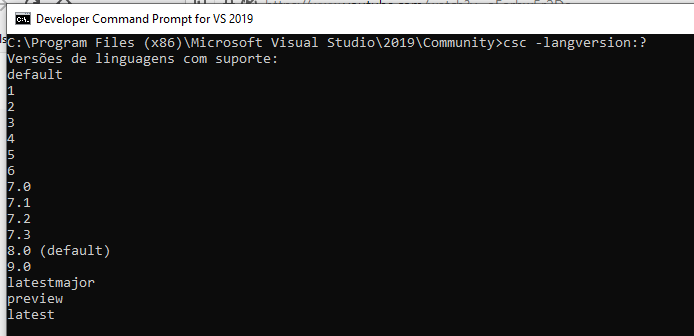 Developer Command Prompt for VS 2019
C:\Program Files (x86)\Microsoft Visual Studio\2019\Community>csc -langversion:?
Versões de linguagens com suporte:
default
1
2
3
4
5
6
7.0
7.1
7.2
7.3
8.0 (default)
9.0
latestmajor
preview
latest